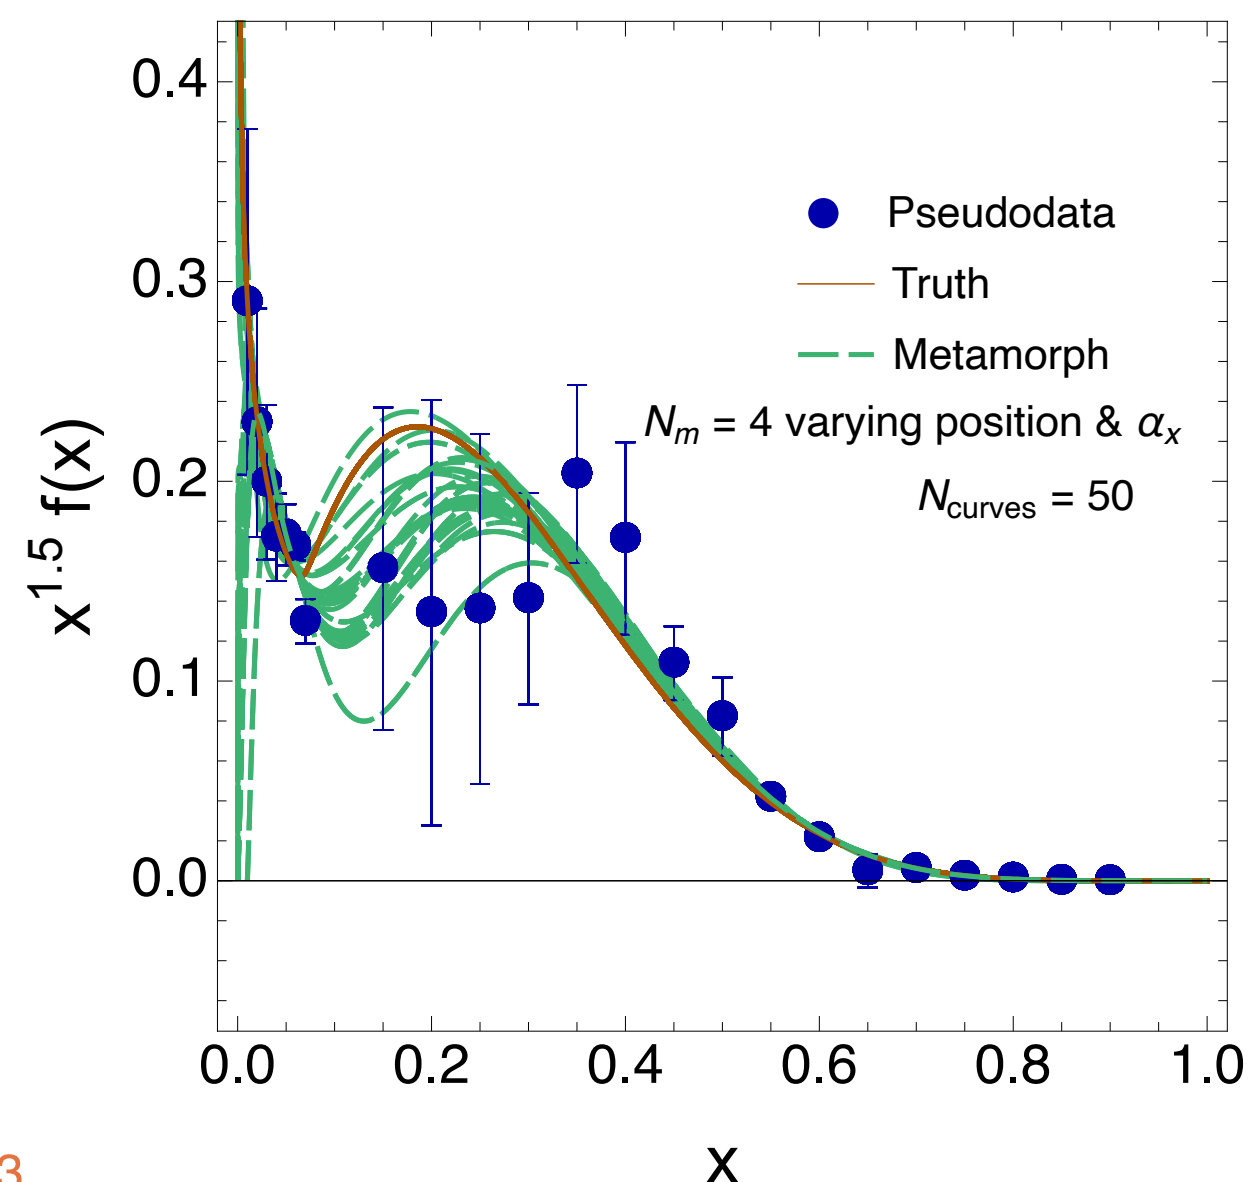 0.4
0.3
0.2
0.1
0.0
x^1.5 f(x)
Pseudodata
Truth
Metamorph
N_m = 4 varying position & α_x
N_curves = 50
0.0 0.2 0.4 0.6 0.8 1.0
x
3